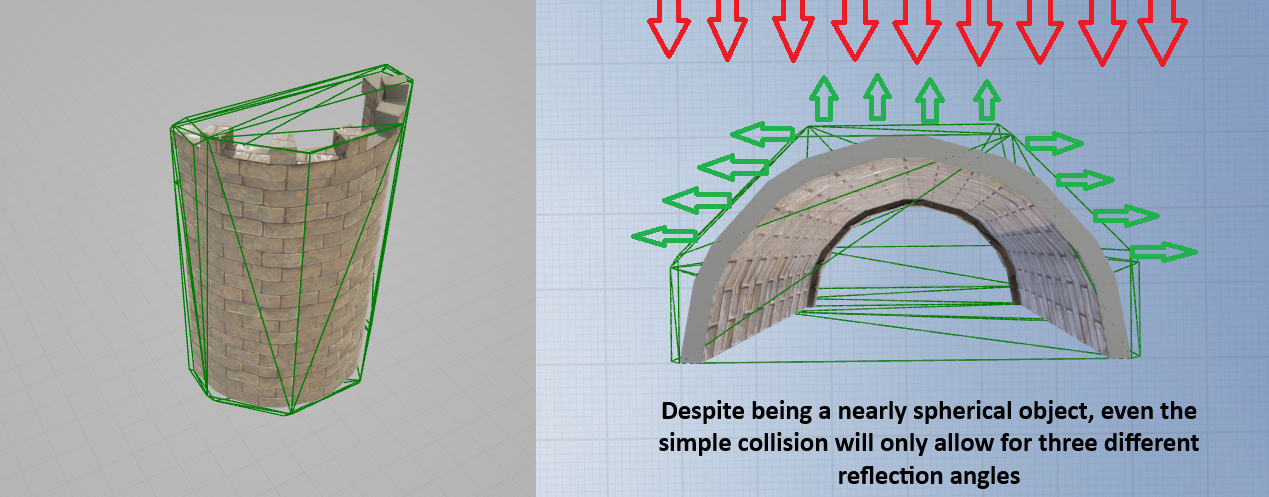 Despite being a nearly spherical object, even the
simple collision will only allow for three different
reflection angles